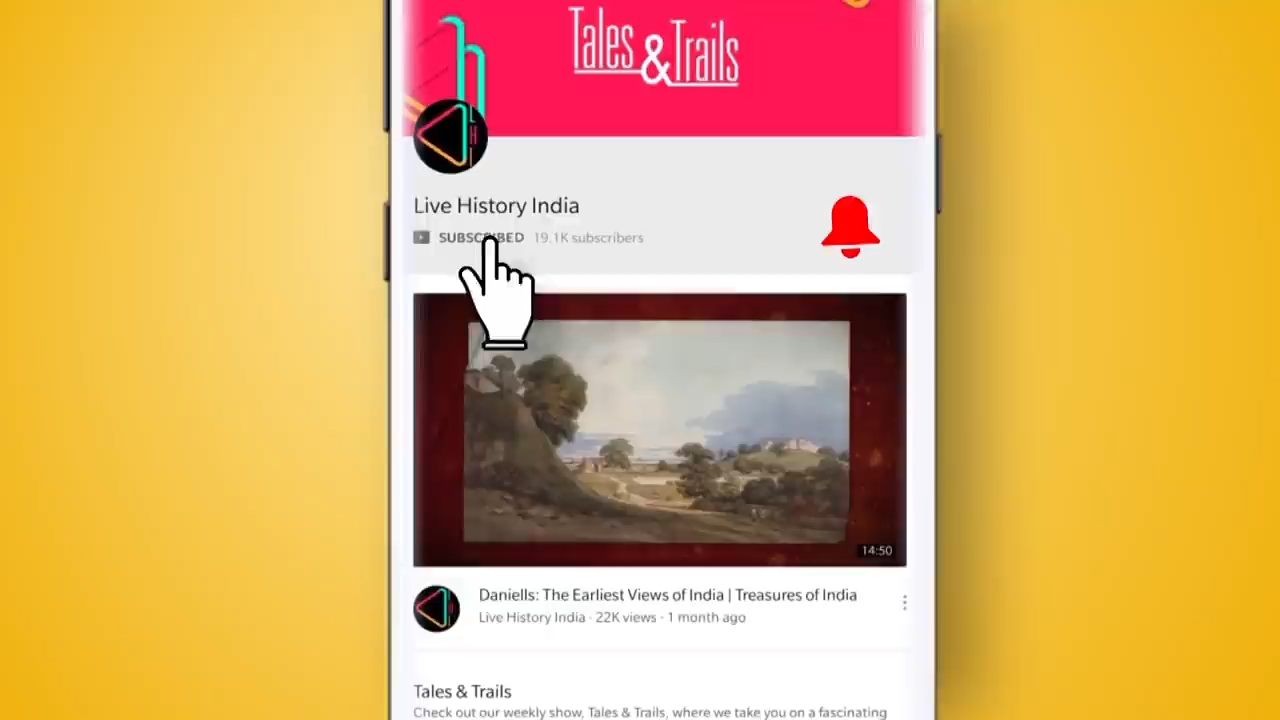 Tales & Trails
Live History India
SUBSCRIBED 19.1K subscribers
14:50
Daniells: The Earliest Views of India | Treasures of India
Live History India · 22K views · 1 month ago
Tales & Trails
Check out our weekly show, Tales & Trails, where we take you on a fascinating